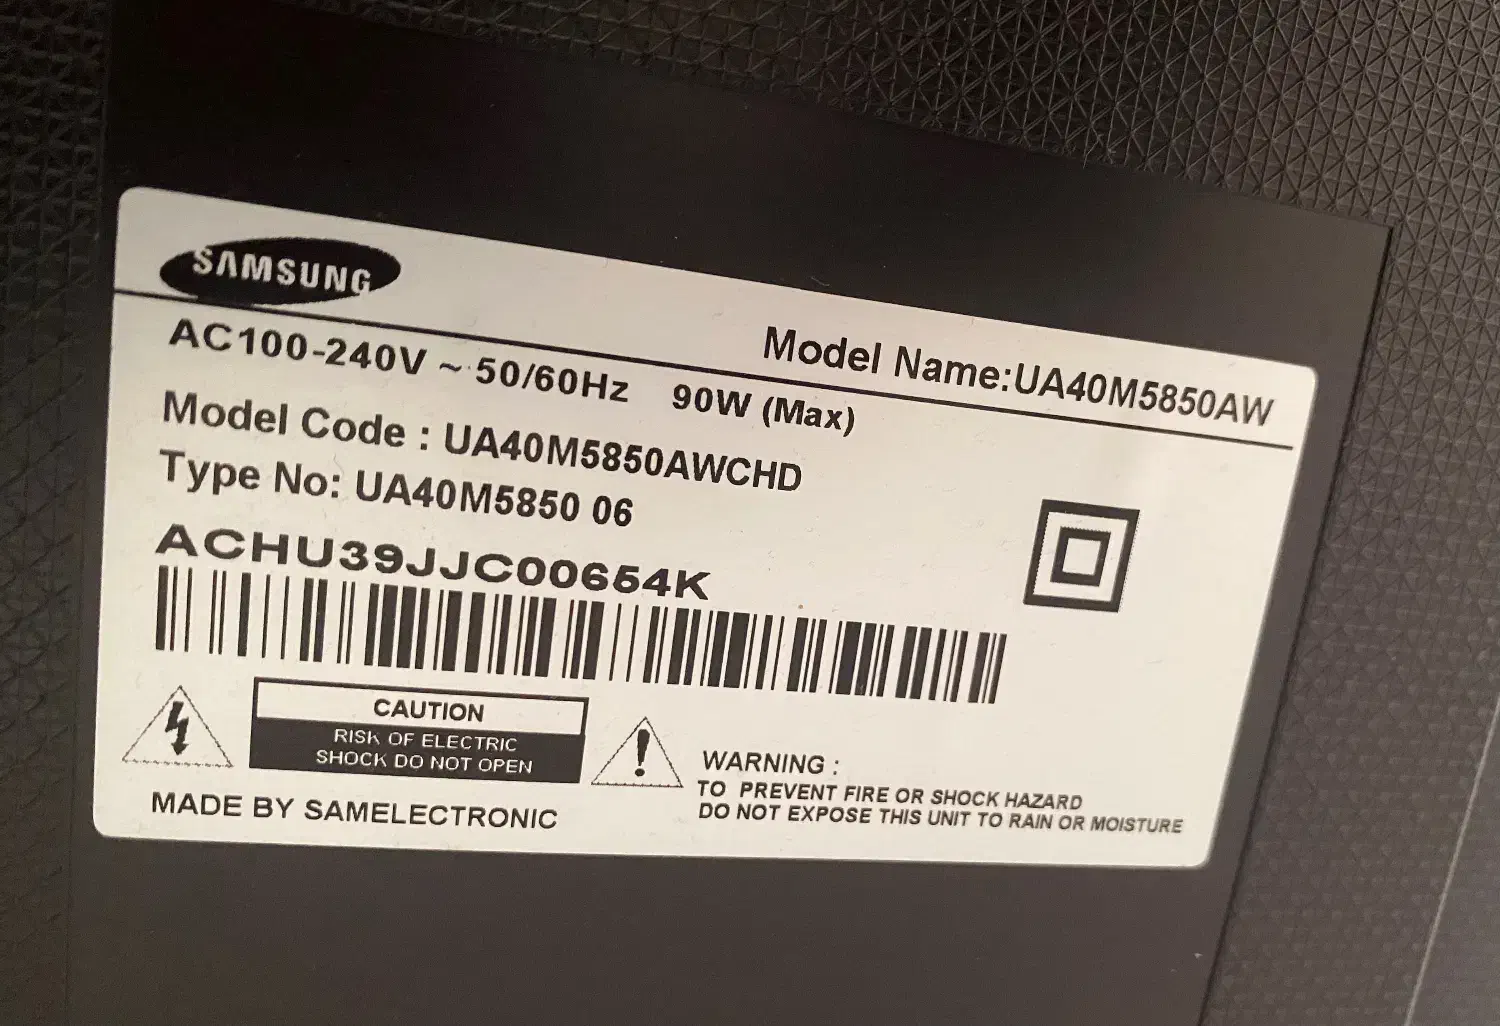 SAMSUNG
Model Name:UA40M5850AW
AC100-240V ~ 50/60Hz 90W (Max)
Model Code : UA40M5850AWCHD
Type No: UA40M5850 06
ACHU39JJC00654K
CAUTION
RISK OF ELECTRIC
SHOCK DO NOT OPEN
WARNING :
TO PREVENT FIRE OR SHOCK HAZARD
DO NOT EXPOSE THIS UNIT TO RAIN OR MOISTURE
MADE BY SAMELECTRONIC